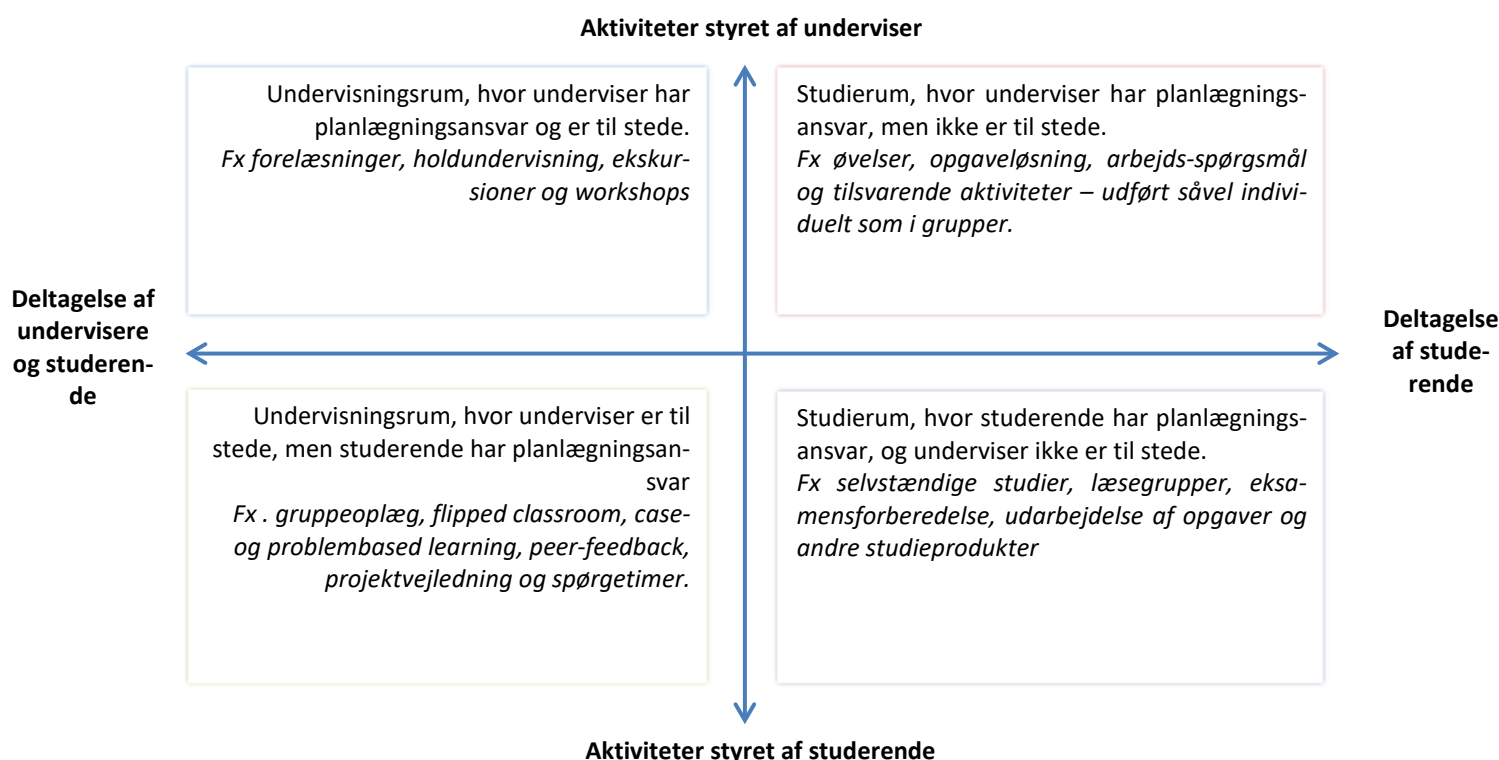 Aktiviteter styret af underviser
Undervisningsrum, hvor underviser har
planlægningsansvar og er til stede.
Fx forelæsninger, holdundervisning, ekskur-
sioner og workshops
Studierum, hvor underviser har planlægnings-
ansvar, men ikke er til stede.
Fx øvelser, opgaveløsning, arbejds-spørgsmål
og tilsvarende aktiviteter – udført såvel indivi-
duelt som i grupper.
Deltagelse af
undervisere
og studeren-
de
Deltagelse
af stude-
rende
Undervisningsrum, hvor underviser er til
stede, men studerende har planlægningsan-
svar
Fx . gruppeoplæg, flipped classroom, case-
og problembased learning, peer-feedback,
projektvejledning og spørgetimer.
Studierum, hvor studerende har planlægnings-
ansvar, og underviser ikke er til stede.
Fx selvstændige studier, læsegrupper, eksa-
mensforberedelse, udarbejdelse af opgaver og
andre studieprodukter
Aktiviteter styret af studerende